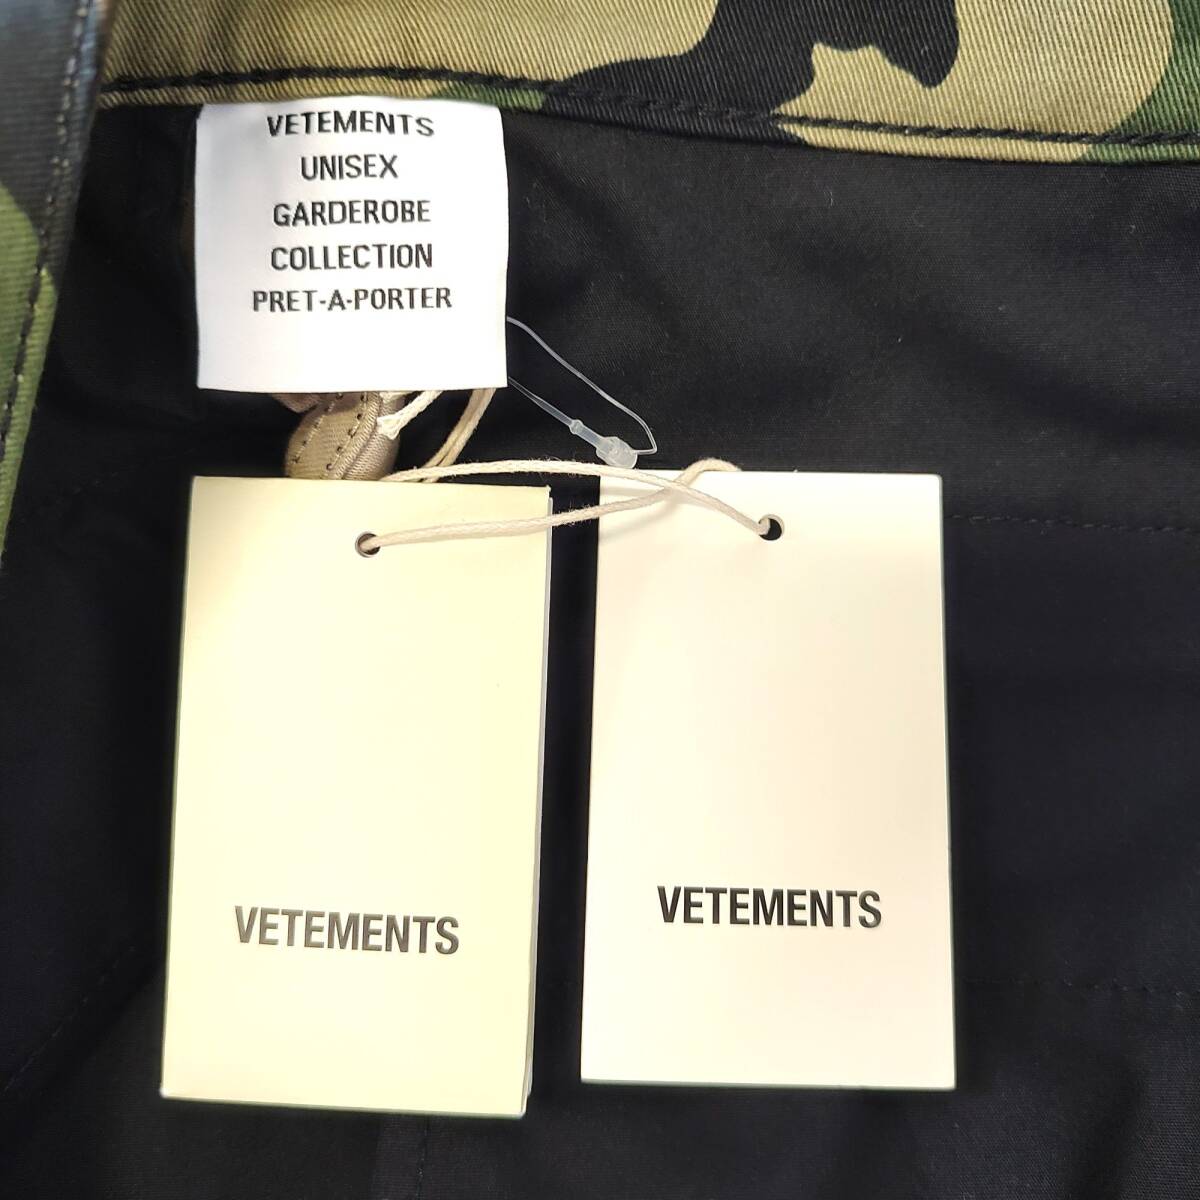 VETEMENTS
UNISEX
GARDEROBE
COLLECTION
PRET-A-PORTER
VETEMENTS
VETEMENTS